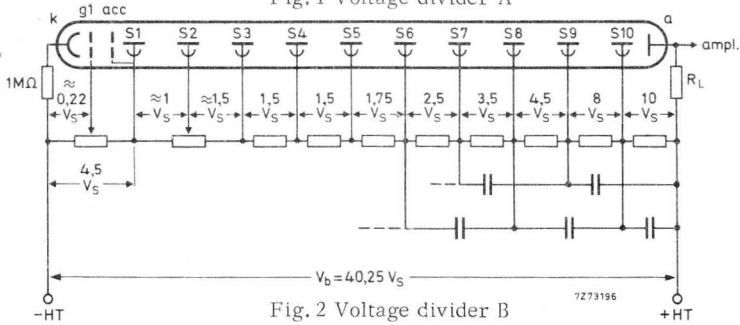 Fig. 1 Voltage divider A
k g1 acc S1 S2 S3 S4 S5 S6 S7 S8 S9 S10 a
ampl.
1MΩ
R_L
≈ 0,22 V_S
≈1 V_S
≈1,5 V_S
1,5 V_S
1,5 V_S
1,75 V_S
2,5 V_S
3,5 V_S
4,5 V_S
8 V_S
10 V_S
4,5 V_S
V_b = 40,25 V_S
7Z73196
-HT
Fig. 2 Voltage divider B
+HT